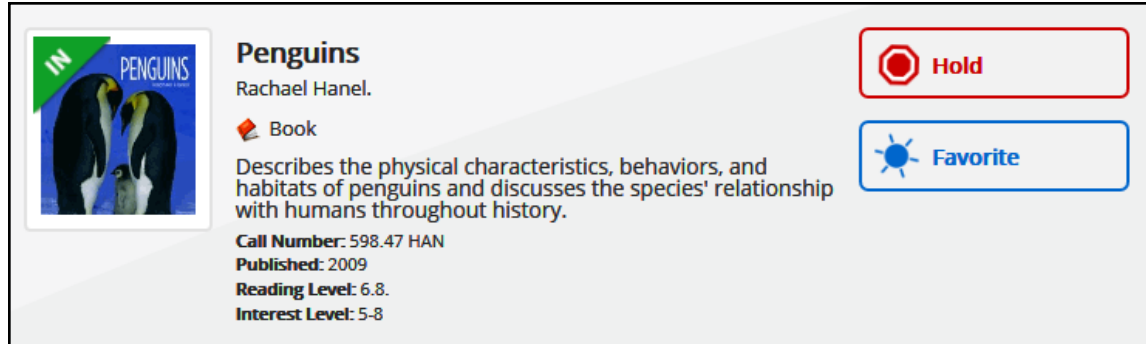 IN
PENGUINS
Penguins
Rachael Hanel.
Book
Describes the physical characteristics, behaviors, and
habitats of penguins and discusses the species' relationship
with humans throughout history.
Call Number: 598.47 HAN
Published: 2009
Reading Level: 6.8.
Interest Level: 5-8
Hold
Favorite